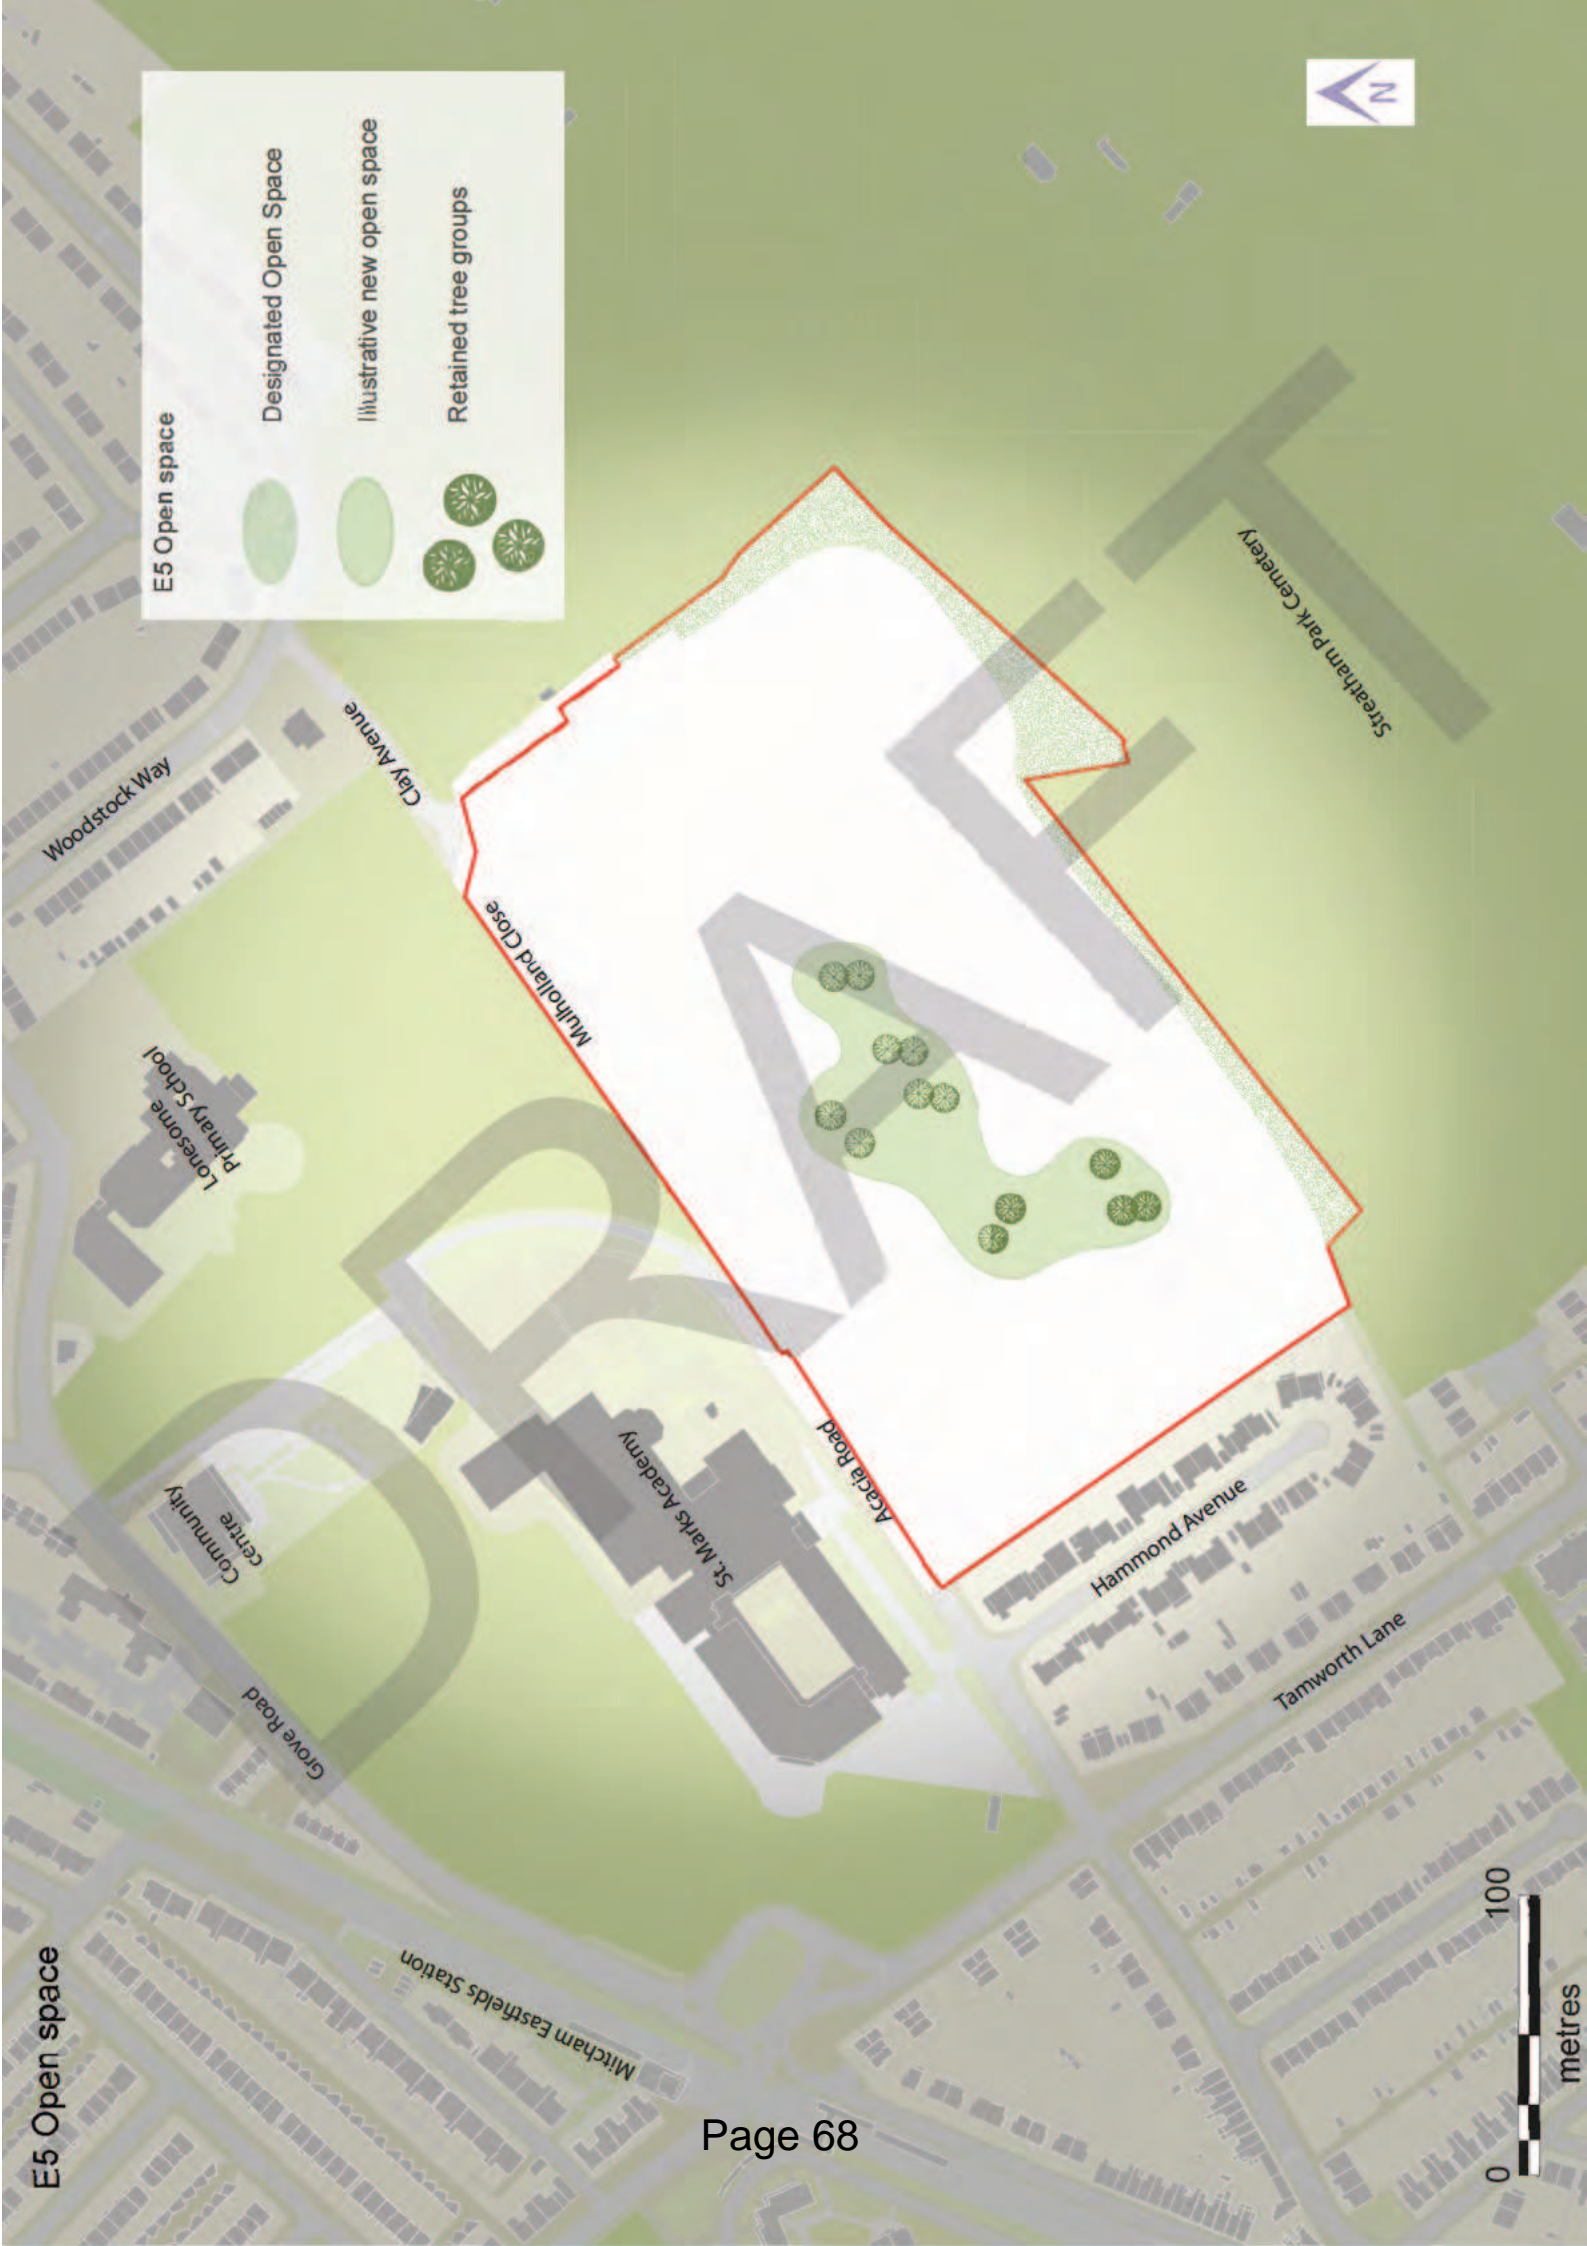 E5 Open space
E5 Open space
Designated Open Space
Illustrative new open space
Retained tree groups
N
Woodstock Way
Clay Avenue
Mulholland Close
Lonesome
Primary School
Community
centre
Grove Road
St. Marks Academy
Acacia Road
Mitcham Eastfields Station
Hammond Avenue
Tamworth Lane
Streatham Park Cemetery
DRAFT
0
100
metres
Page 68